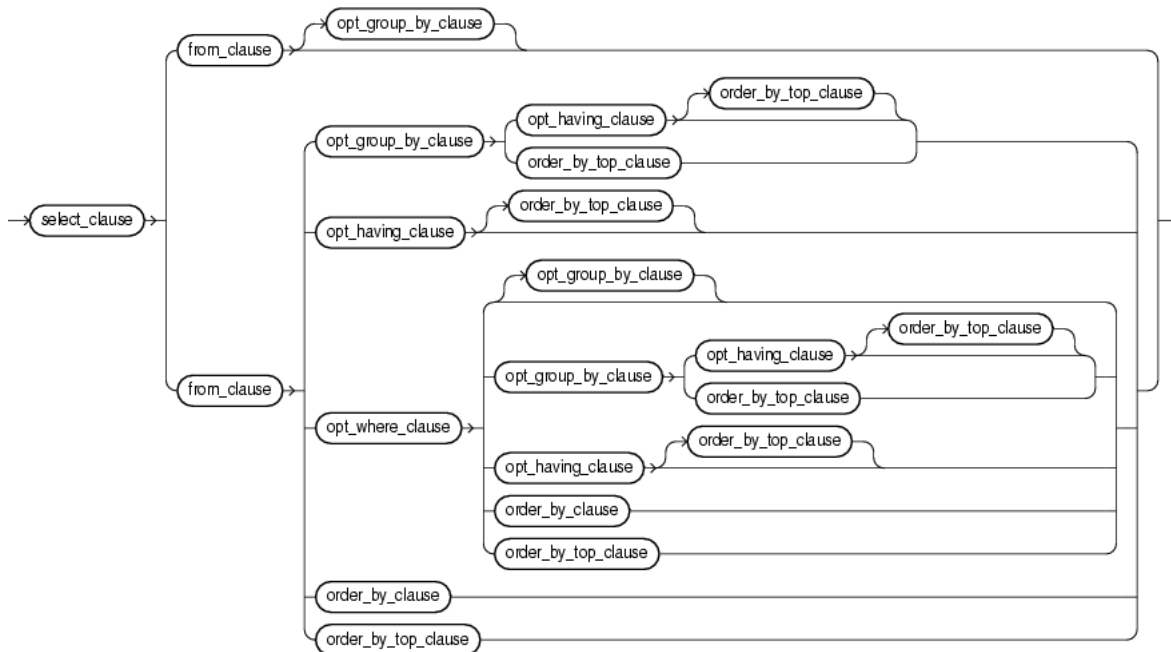 opt_group_by_clause
from_clause
order_by_top_clause
opt_having_clause
opt_group_by_clause
order_by_top_clause
order_by_top_clause
select_clause
opt_having_clause
opt_group_by_clause
order_by_top_clause
opt_having_clause
from_clause
opt_group_by_clause
order_by_top_clause
opt_where_clause
order_by_top_clause
opt_having_clause
order_by_clause
order_by_top_clause
order_by_clause
order_by_top_clause